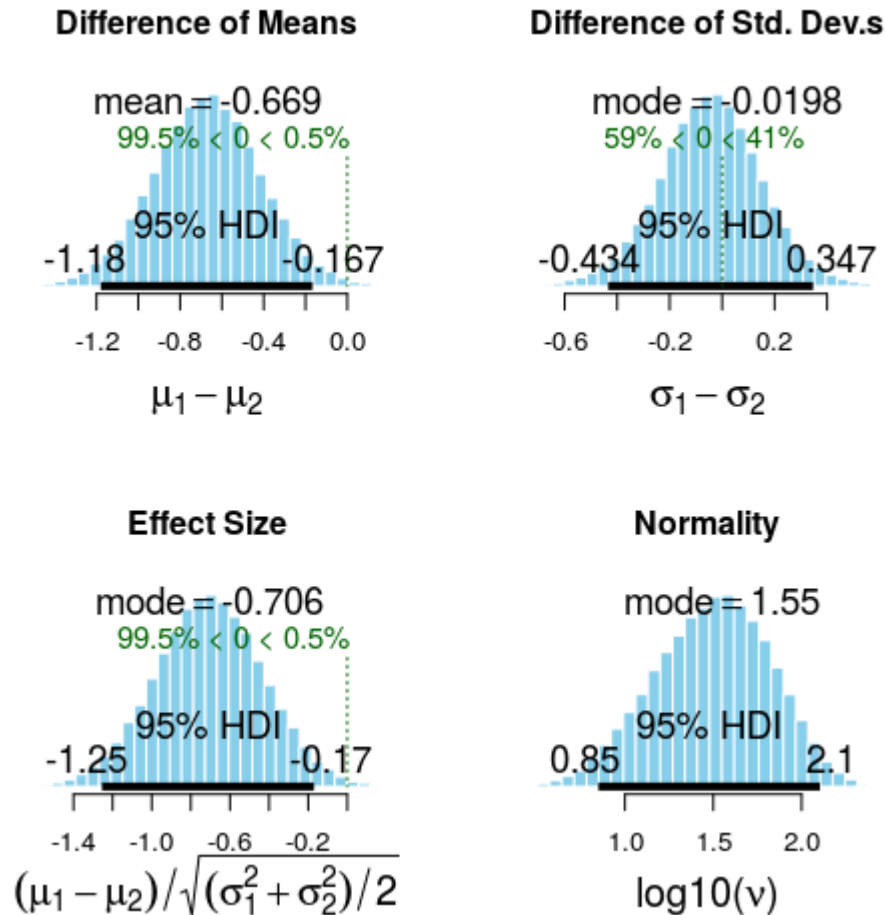 Difference of Means
mean = -0.669
99.5% < 0 < 0.5%
95% HDI
-1.18 -0.167
-1.2 -0.8 -0.4 0.0
μ₁ − μ₂
Difference of Std. Dev.s
mode = -0.0198
59% < 0 < 41%
95% HDI
-0.434 0.347
-0.6 -0.2 0.2
σ₁ − σ₂
Effect Size
mode = -0.706
99.5% < 0 < 0.5%
95% HDI
-1.25 -0.17
-1.4 -1.0 -0.6 -0.2
(μ₁ − μ₂)/√(σ₁² + σ₂²)/2
Normality
mode = 1.55
95% HDI
0.85 2.1
1.0 1.5 2.0
log10(ν)